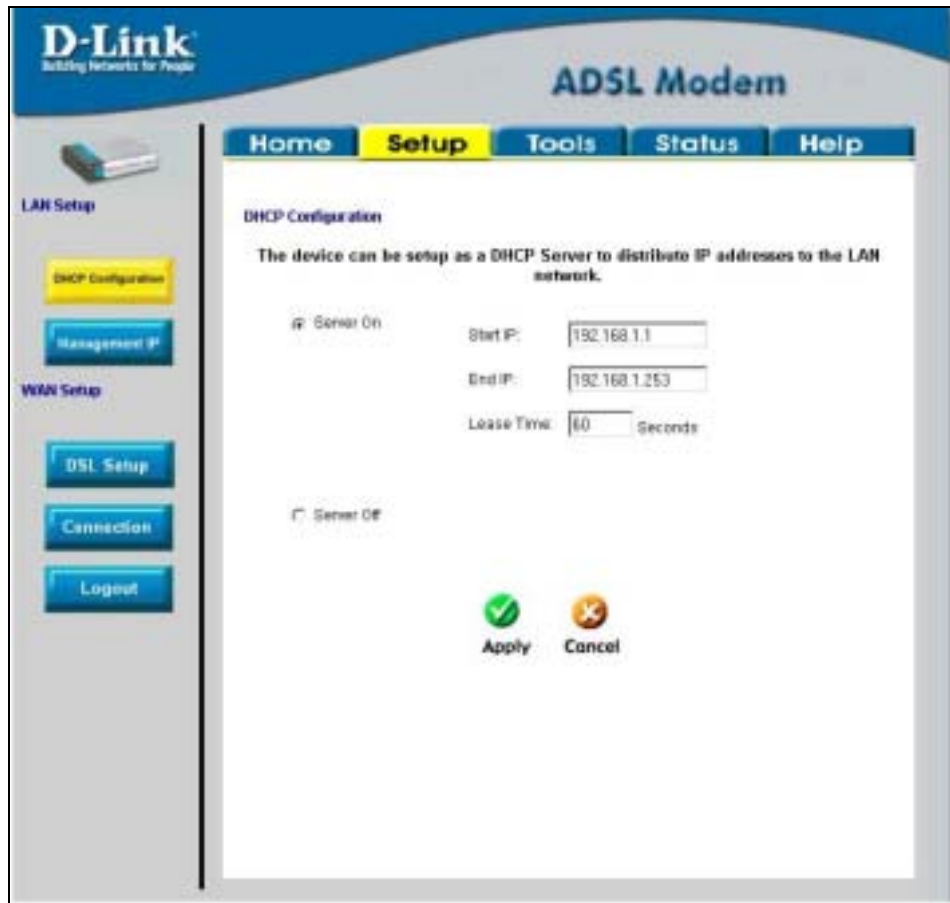 D-Link
Building Networks for People
ADSL Modem
Home
Setup
Tools
Status
Help
LAN Setup
DHCP Configuration
Management IP
WAN Setup
DSL Setup
Connection
Logout
DHCP Configuration
The device can be setup as a DHCP Server to distribute IP addresses to the LAN
network.
Server On
Start IP: 192.168.1.1
End IP: 192.168.1.253
Lease Time: 60 Seconds
Server Off
Apply
Cancel